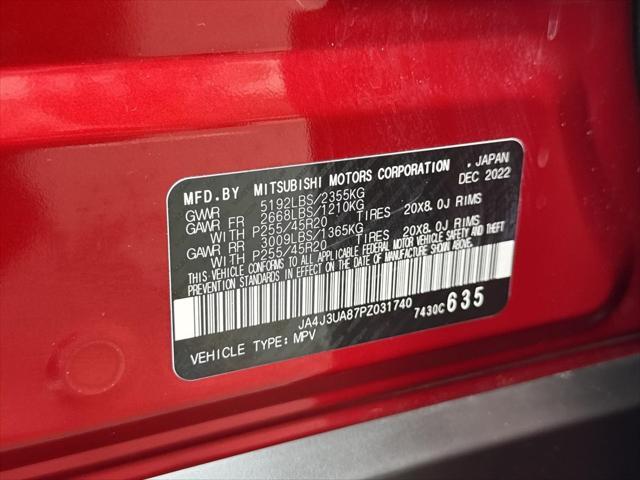 MFD.BY MITSUBISHI MOTORS CORPORATION . JAPAN
DEC 2022
GVWR 5192LBS/2355KG
GAWR FR 2668LBS/1210KG
WITH P255/45R20 TIRES 20X8.0J RIMS
GAWR RR 3009LBS/1365KG
WITH P255/45R20 TIRES 20X8.0J RIMS
THIS VEHICLE CONFORMS TO ALL APPLICABLE FEDERAL MOTOR VEHICLE SAFETY AND THEFT
PREVENTION STANDARDS IN EFFECT ON THE DATE OF MANUFACTURE SHOWN ABOVE.
JA4J3UA87PZ031740 7430C 635
VEHICLE TYPE: MPV